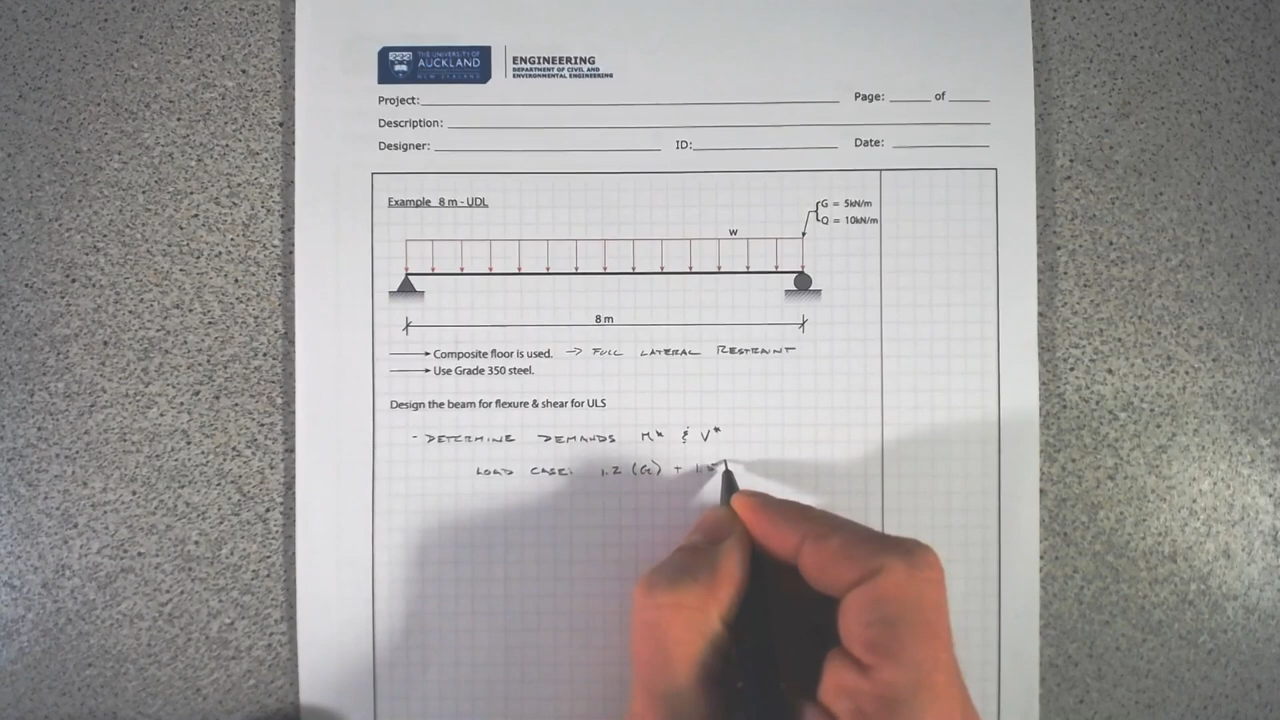 THE UNIVERSITY OF
AUCKLAND
NEW ZEALAND
ENGINEERING
DEPARTMENT OF CIVIL AND
ENVIRONMENTAL ENGINEERING
Project: Page: of
Description:
Designer: ID: Date:
Example 8 m - UDL
G = 5kN/m
Q = 10kN/m
w
8 m
Composite floor is used. → FULL LATERAL RESTRAINT
Use Grade 350 steel.
Design the beam for flexure & shear for ULS
- DETERMINE DEMANDS M* & V*
LOAD CASE: 1.2 (G) + 1.5